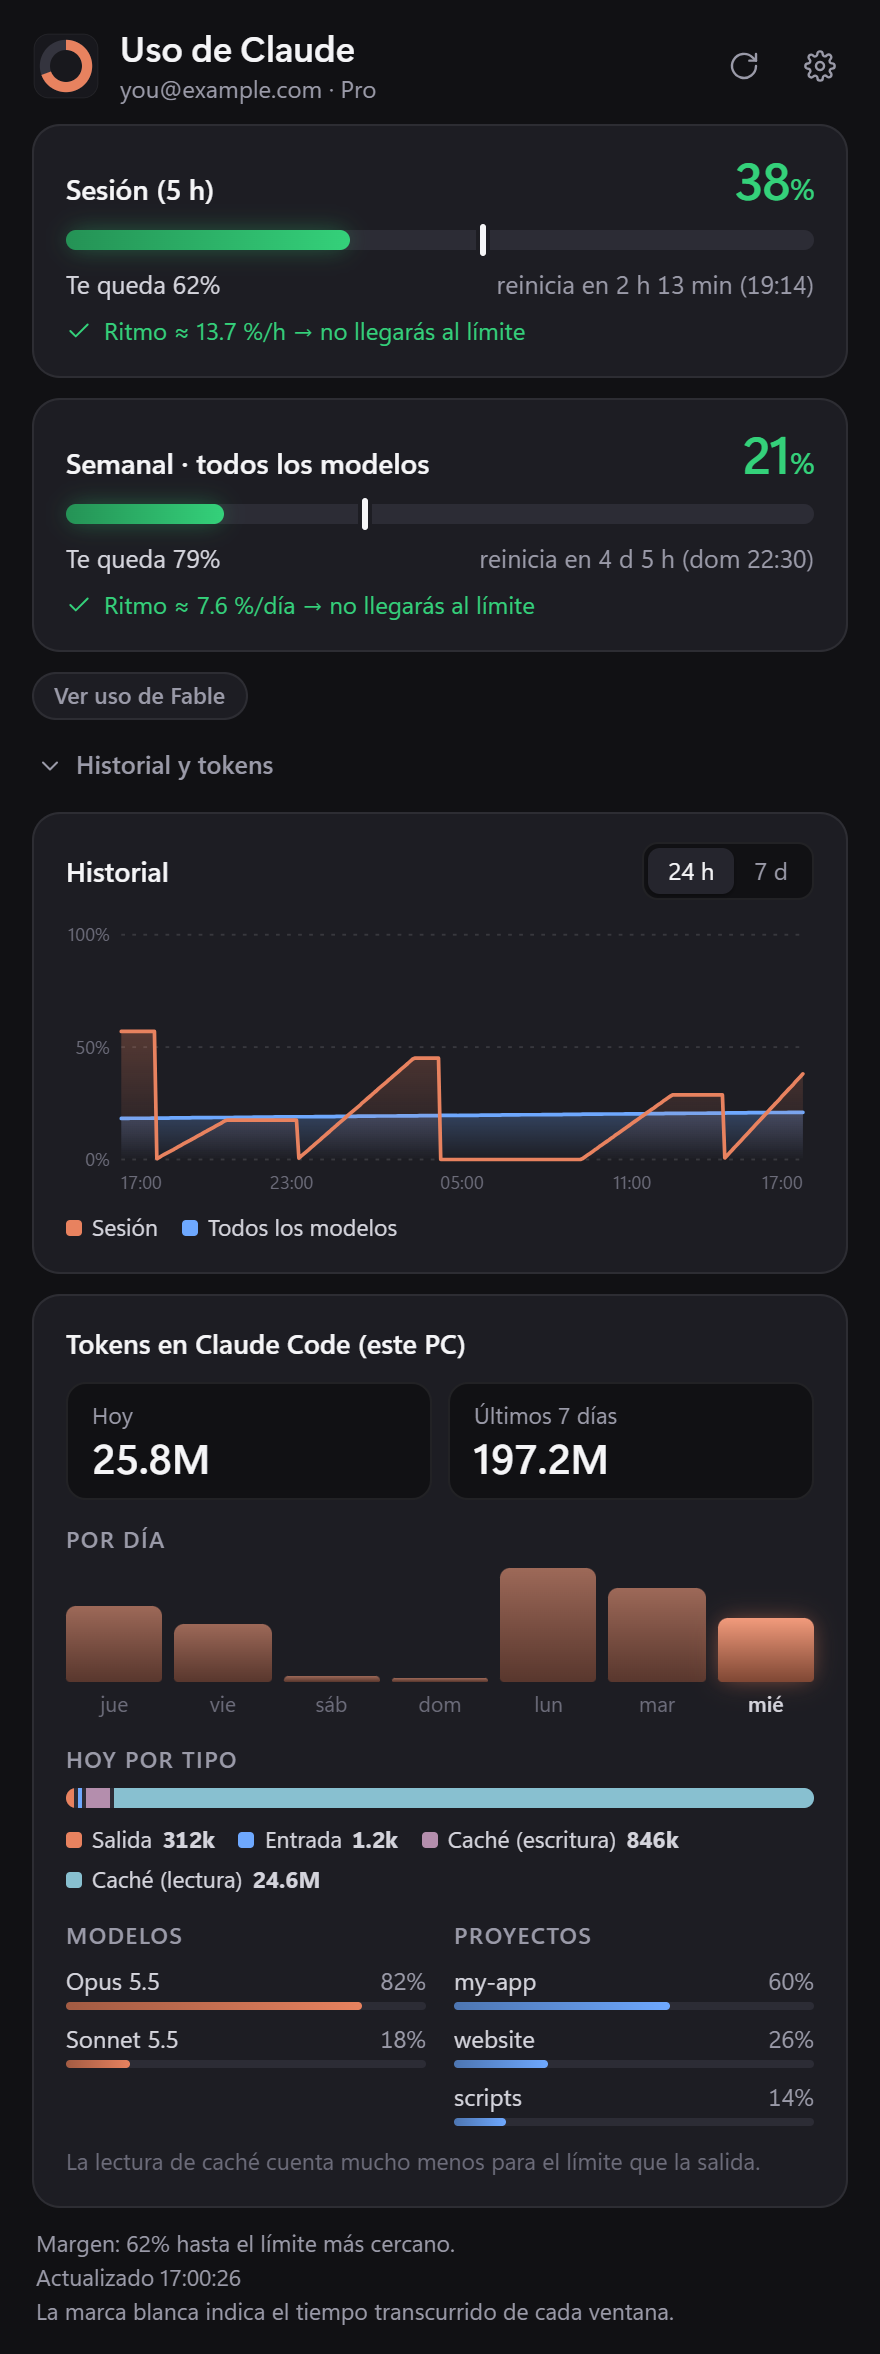 Uso de Claude
you@example.com · Pro
Sesión (5 h)
38%
Te queda 62%
reinicia en 2 h 13 min (19:14)
✓ Ritmo ≈ 13.7 %/h → no llegarás al límite
Semanal · todos los modelos
21%
Te queda 79%
reinicia en 4 d 5 h (dom 22:30)
✓ Ritmo ≈ 7.6 %/día → no llegarás al límite
Ver uso de Fable
Historial y tokens
Historial
24 h
7 d
100%
50%
0%
17:00 23:00 05:00 11:00 17:00
Sesión Todos los modelos
Tokens en Claude Code (este PC)
Hoy
25.8M
Últimos 7 días
197.2M
POR DÍA
jue vie sáb dom lun mar mié
HOY POR TIPO
Salida 312k Entrada 1.2k Caché (escritura) 846k
Caché (lectura) 24.6M
MODELOS
Opus 5.5 82%
Sonnet 5.5 18%
PROYECTOS
my-app 60%
website 26%
scripts 14%
La lectura de caché cuenta mucho menos para el límite que la salida.
Margen: 62% hasta el límite más cercano.
Actualizado 17:00:26
La marca blanca indica el tiempo transcurrido de cada ventana.